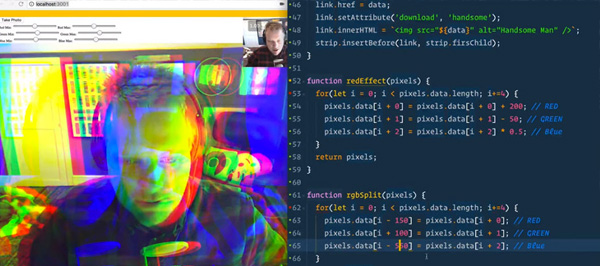 localhost:3001
Take Photo
Red Min:
Red Max:
Green Min:
Green Max:
Blue Min:
Blue Max:
46 link.href = data;
47 link.setAttribute('download', 'handsome');
48 link.innerHTML = `<img src="${data}" alt="Handsome Man" />`;
49 strip.insertBefore(link, strip.firsChild);
50 }
51
52 function redEffect(pixels) {
53 for(let i = 0; i < pixels.data.length; i+=4) {
54 pixels.data[i + 0] = pixels.data[i + 0] + 200; // RED
55 pixels.data[i + 1] = pixels.data[i + 1] - 50; // GREEN
56 pixels.data[i + 2] = pixels.data[i + 2] * 0.5; // Blue
57 }
58 return pixels;
59 }
60
61 function rgbSplit(pixels) {
62 for(let i = 0; i < pixels.data.length; i+=4) {
63 pixels.data[i - 150] = pixels.data[i + 0]; // RED
64 pixels.data[i + 100] = pixels.data[i + 1]; // GREEN
65 pixels.data[i - 550] = pixels.data[i + 2]; // Blue
66 }